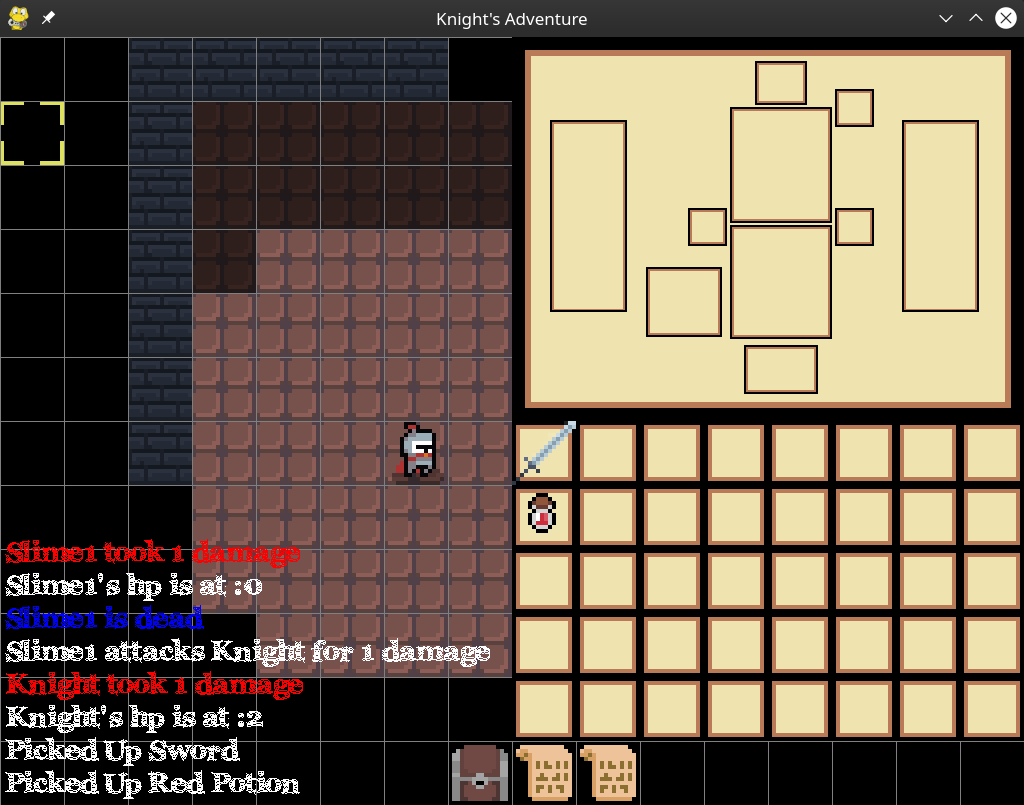 Knight's Adventure
Slime1 took 1 damage
Slime1's hp is at :0
Slime1 is dead
Slime1 attacks Knight for 1 damage
Knight took 1 damage
Knight's hp is at :2
Picked Up Sword
Picked Up Red Potion